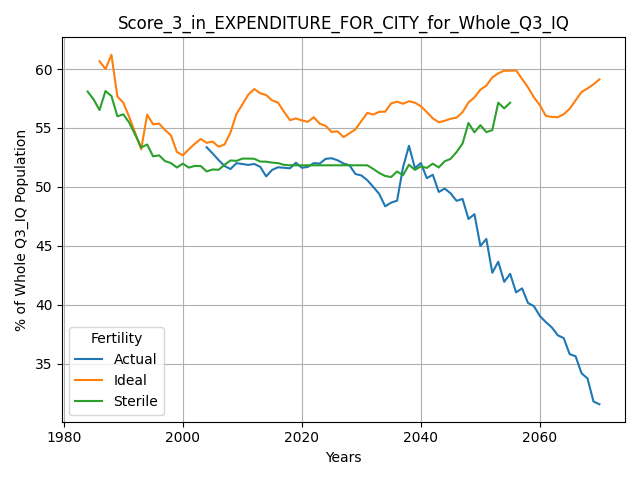 Score_3_in_EXPENDITURE_FOR_CITY_for_Whole_Q3_IQ
% of Whole Q3_IQ Population
60
55
50
45
40
35
Fertility
Actual
Ideal
Sterile
1980
2000
2020
2040
2060
Years